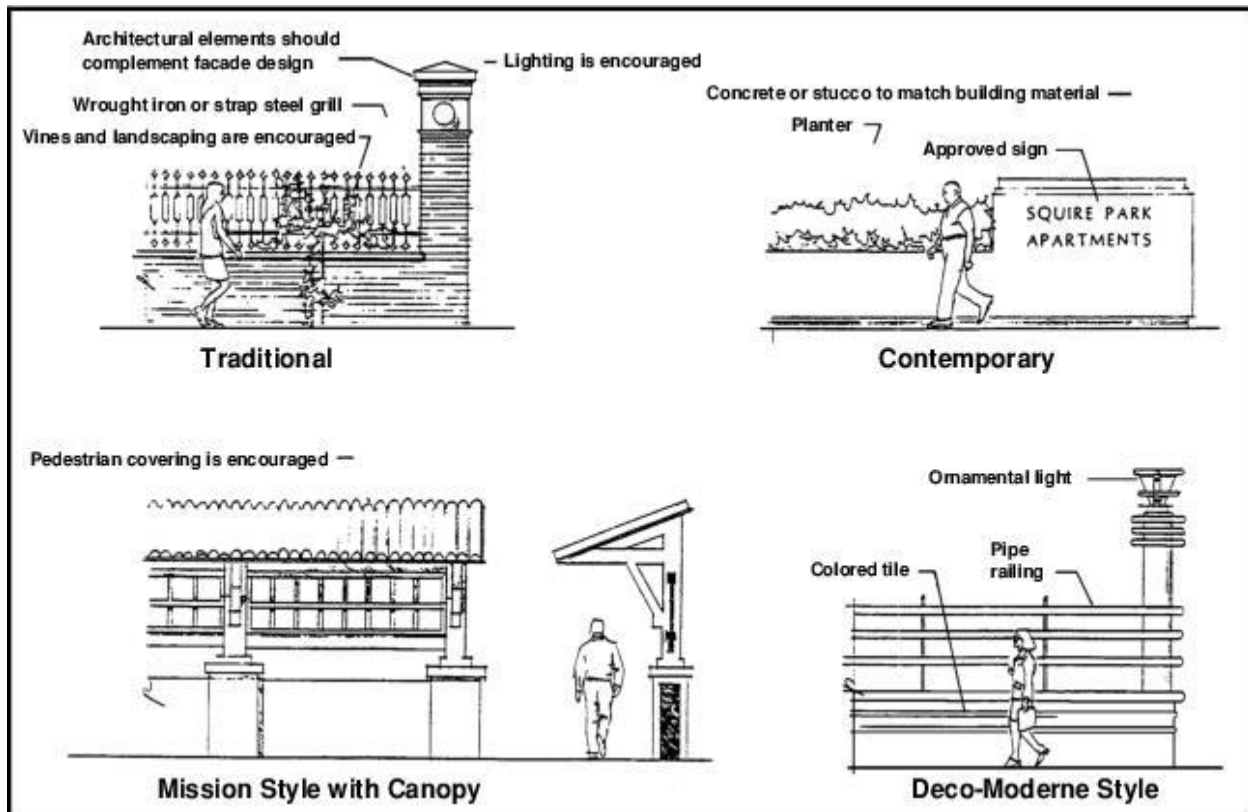 Architectural elements should
complement facade design
Lighting is encouraged
Wrought iron or strap steel grill
Vines and landscaping are encouraged
Traditional
Concrete or stucco to match building material
Planter
Approved sign
SQUIRE PARK
APARTMENTS
Contemporary
Pedestrian covering is encouraged
Mission Style with Canopy
Ornamental light
Pipe
railing
Colored tile
Deco-Moderne Style